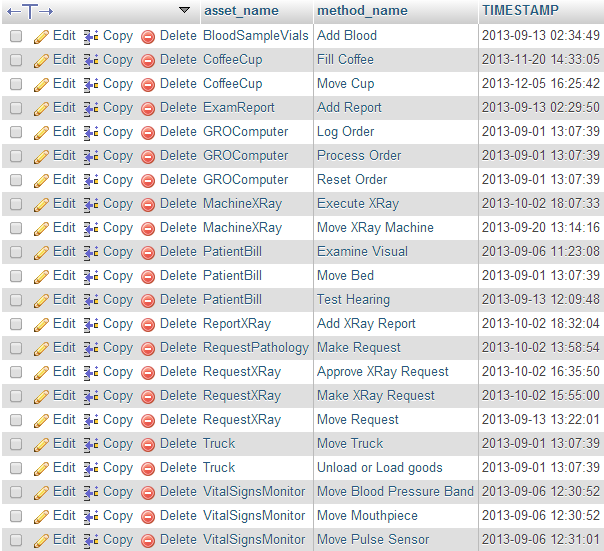 asset_name method_name TIMESTAMP
Edit Copy Delete BloodSampleVials Add Blood 2013-09-13 02:34:49
Edit Copy Delete CoffeeCup Fill Coffee 2013-11-20 14:33:05
Edit Copy Delete CoffeeCup Move Cup 2013-12-05 16:25:42
Edit Copy Delete ExamReport Add Report 2013-09-13 02:29:50
Edit Copy Delete GROComputer Log Order 2013-09-01 13:07:39
Edit Copy Delete GROComputer Process Order 2013-09-01 13:07:39
Edit Copy Delete GROComputer Reset Order 2013-09-01 13:07:39
Edit Copy Delete MachineXRay Execute XRay 2013-10-02 18:07:33
Edit Copy Delete MachineXRay Move XRay Machine 2013-09-20 13:14:16
Edit Copy Delete PatientBill Examine Visual 2013-09-06 11:23:08
Edit Copy Delete PatientBill Move Bed 2013-09-01 13:07:39
Edit Copy Delete PatientBill Test Hearing 2013-09-13 12:09:48
Edit Copy Delete ReportXRay Add XRay Report 2013-10-02 18:32:04
Edit Copy Delete RequestPathology Make Request 2013-10-02 13:58:54
Edit Copy Delete RequestXRay Approve XRay Request 2013-10-02 16:35:50
Edit Copy Delete RequestXRay Make XRay Request 2013-10-02 15:55:00
Edit Copy Delete RequestXRay Move Request 2013-09-13 13:22:01
Edit Copy Delete Truck Move Truck 2013-09-01 13:07:39
Edit Copy Delete Truck Unload or Load goods 2013-09-01 13:07:39
Edit Copy Delete VitalSignsMonitor Move Blood Pressure Band 2013-09-06 12:30:52
Edit Copy Delete VitalSignsMonitor Move Mouthpiece 2013-09-06 12:30:52
Edit Copy Delete VitalSignsMonitor Move Pulse Sensor 2013-09-06 12:31:01